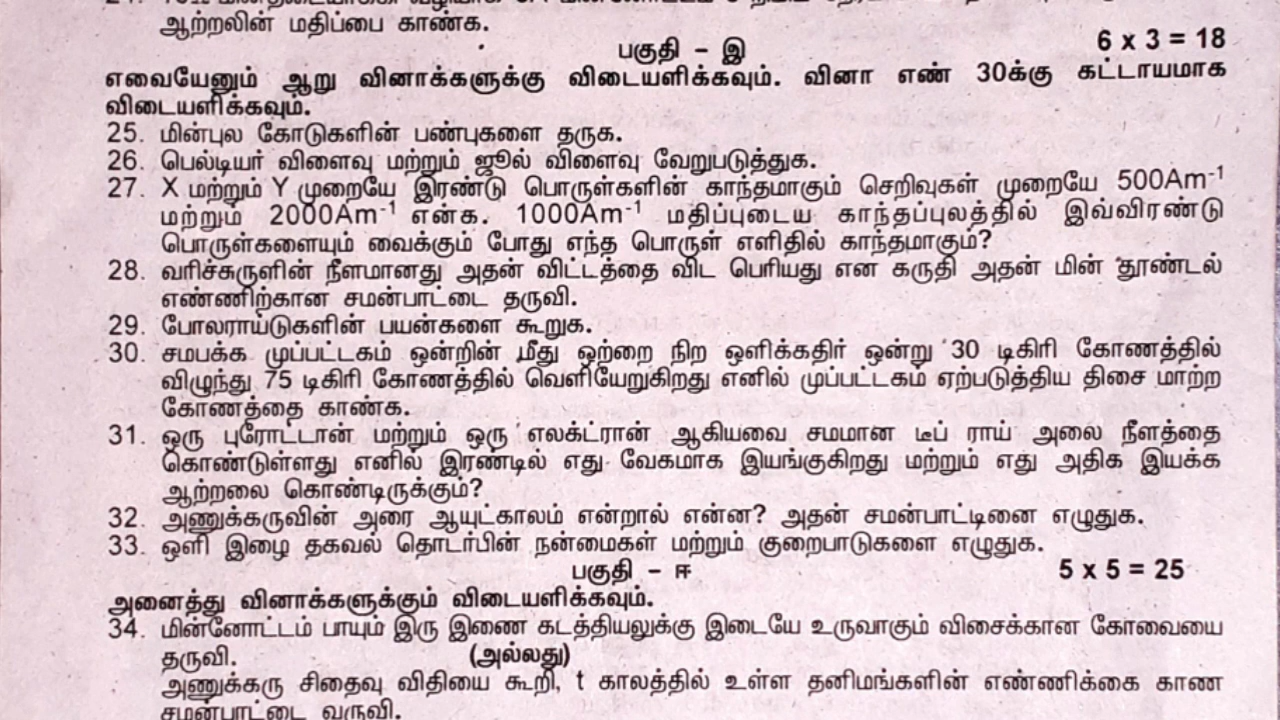 ஆற்றலின் மதிப்பை காண்க.
பகுதி - இ 6 x 3 = 18
எவையேனும் ஆறு வினாக்களுக்கு விடையளிக்கவும். வினா எண் 30க்கு கட்டாயமாக
விடையளிக்கவும்.
25. மின்புல கோடுகளின் பண்புகளை தருக.
26. பெல்டியர் விளைவு மற்றும் ஜூல் விளைவு வேறுபடுத்துக.
27. X மற்றும் Y முறையே இரண்டு பொருள்களின் காந்தமாகும் செறிவுகள் முறையே 500Am⁻¹
மற்றும் 2000Am⁻¹ என்க. 1000Am⁻¹ மதிப்புடைய காந்தப்புலத்தில் இவ்விரண்டு
பொருள்களையும் வைக்கும் போது எந்த பொருள் எளிதில் காந்தமாகும்?
28. வரிச்சுருளின் நீளமானது அதன் விட்டத்தை விட பெரியது என கருதி அதன் மின் தூண்டல்
எண்ணிற்கான சமன்பாட்டை தருவி.
29. போலராய்டுகளின் பயன்களை கூறுக.
30. சமபக்க முப்பட்டகம் ஒன்றின் மீது ஒற்றை நிற ஒளிக்கதிர் ஒன்று 30 டிகிரி கோணத்தில்
விழுந்து 75 டிகிரி கோணத்தில் வெளியேறுகிறது எனில் முப்பட்டகம் ஏற்படுத்திய திசை மாற்ற
கோணத்தை காண்க.
31. ஒரு புரோட்டான் மற்றும் ஒரு எலக்ட்ரான் ஆகியவை சமமான டீப் ராய் அலை நீளத்தை
கொண்டுள்ளது எனில் இரண்டில் எது வேகமாக இயங்குகிறது மற்றும் எது அதிக இயக்க
ஆற்றலை கொண்டிருக்கும்?
32. அணுக்கருவின் அரை ஆயுட்காலம் என்றால் என்ன? அதன் சமன்பாட்டினை எழுதுக.
33. ஒளி இழை தகவல் தொடர்பின் நன்மைகள் மற்றும் குறைபாடுகளை எழுதுக.
பகுதி - ஈ 5 x 5 = 25
அனைத்து வினாக்களுக்கும் விடையளிக்கவும்.
34. மின்னோட்டம் பாயும் இரு இணை கடத்தியலுக்கு இடையே உருவாகும் விசைக்கான கோவையை
தருவி. (அல்லது)
அணுக்கரு சிதைவு விதியை கூறி, t காலத்தில் உள்ள தனிமங்களின் எண்ணிக்கை காண
சமன்பாட்டை வருவி.